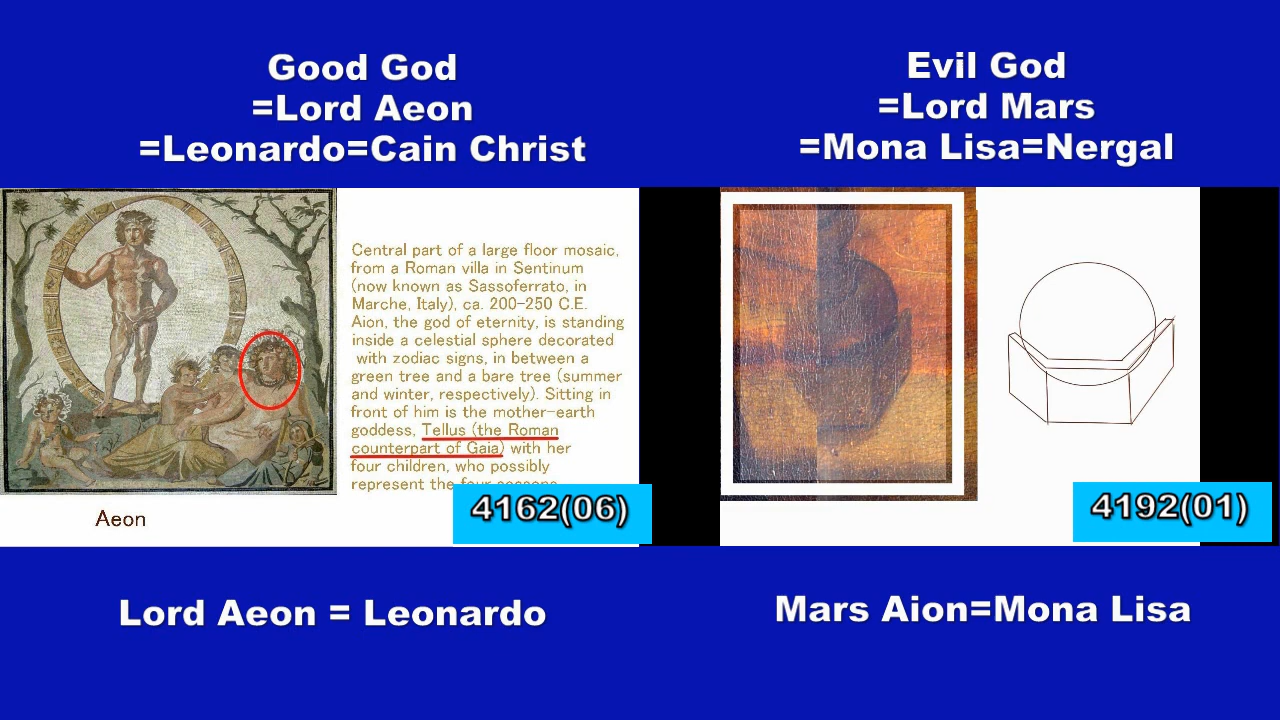 Good God
=Lord Aeon
=Leonardo=Cain Christ
Evil God
=Lord Mars
=Mona Lisa=Nergal
Central part of a large floor mosaic,
from a Roman villa in Sentinum
(now known as Sassoferrato, in
Marche, Italy), ca. 200-250 C.E.
Aion, the god of eternity, is standing
inside a celestial sphere decorated
with zodiac signs, in between a
green tree and a bare tree (summer
and winter, respectively). Sitting in
front of him is the mother-earth
goddess, Tellus (the Roman
counterpart of Gaia) with her
four children, who possibly
represent the four seasons
Aeon
4162(06)
4192(01)
Lord Aeon = Leonardo
Mars Aion=Mona Lisa